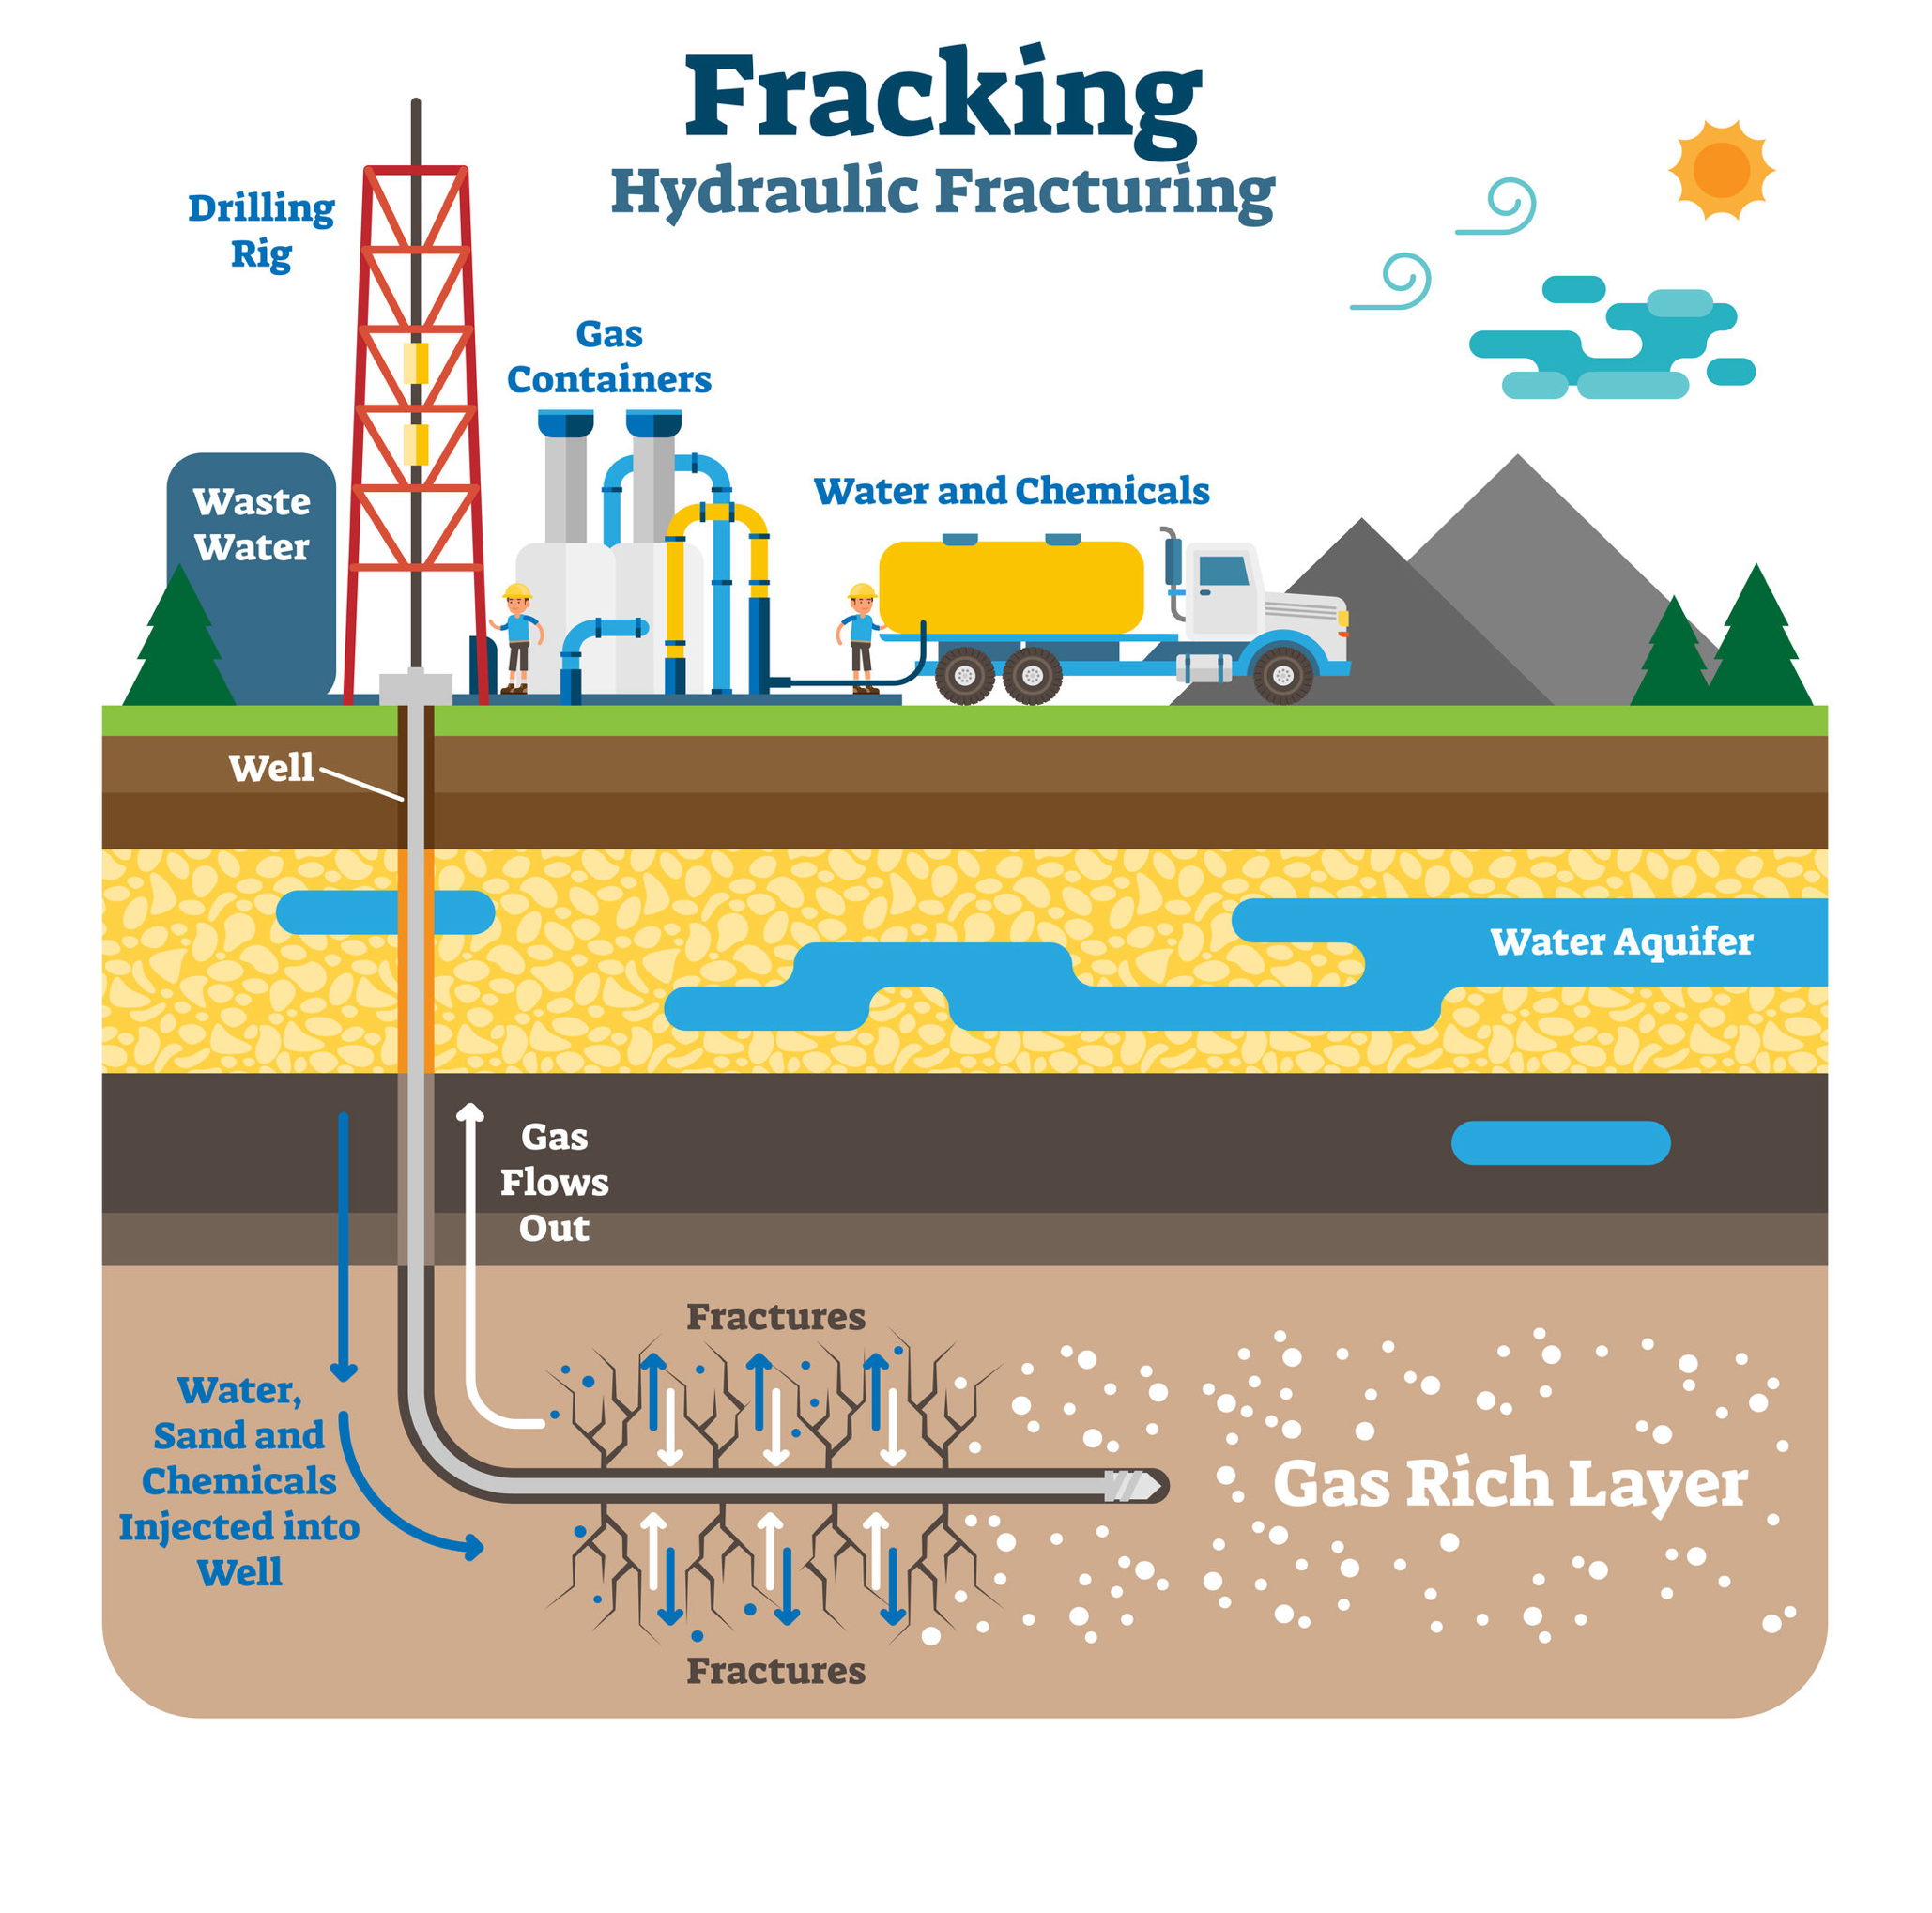 Fracking
Hydraulic Fracturing
Drilling
Rig
Gas
Containers
Waste
Water
Water and Chemicals
Well
Water Aquifer
Gas
Flows
Out
Fractures
Water,
Sand and
Chemicals
Injected into
Well
Gas Rich Layer
Fractures